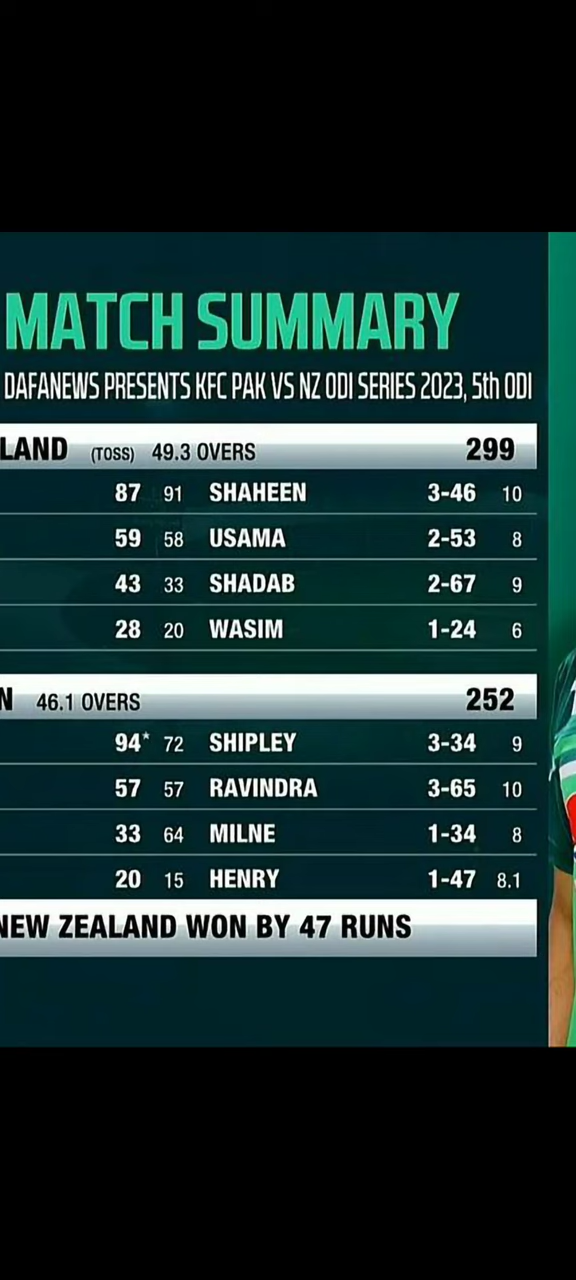 MATCH SUMMARY
DAFANEWS PRESENTS KFC PAK VS NZ ODI SERIES 2023, 5th ODI
LAND (TOSS) 49.3 OVERS 299
87 91 SHAHEEN 3-46 10
59 58 USAMA 2-53 8
43 33 SHADAB 2-67 9
28 20 WASIM 1-24 6
N 46.1 OVERS 252
94* 72 SHIPLEY 3-34 9
57 57 RAVINDRA 3-65 10
33 64 MILNE 1-34 8
20 15 HENRY 1-47 8.1
NEW ZEALAND WON BY 47 RUNS